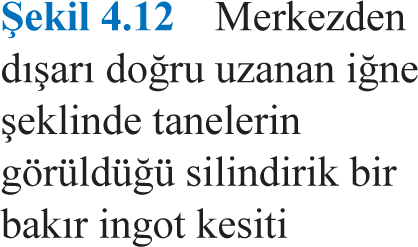 Şekil 4.12 Merkezden
dışarı doğru uzanan iğne
şeklinde tanelerin
görüldüğü silindirik bir
bakır ingot kesiti